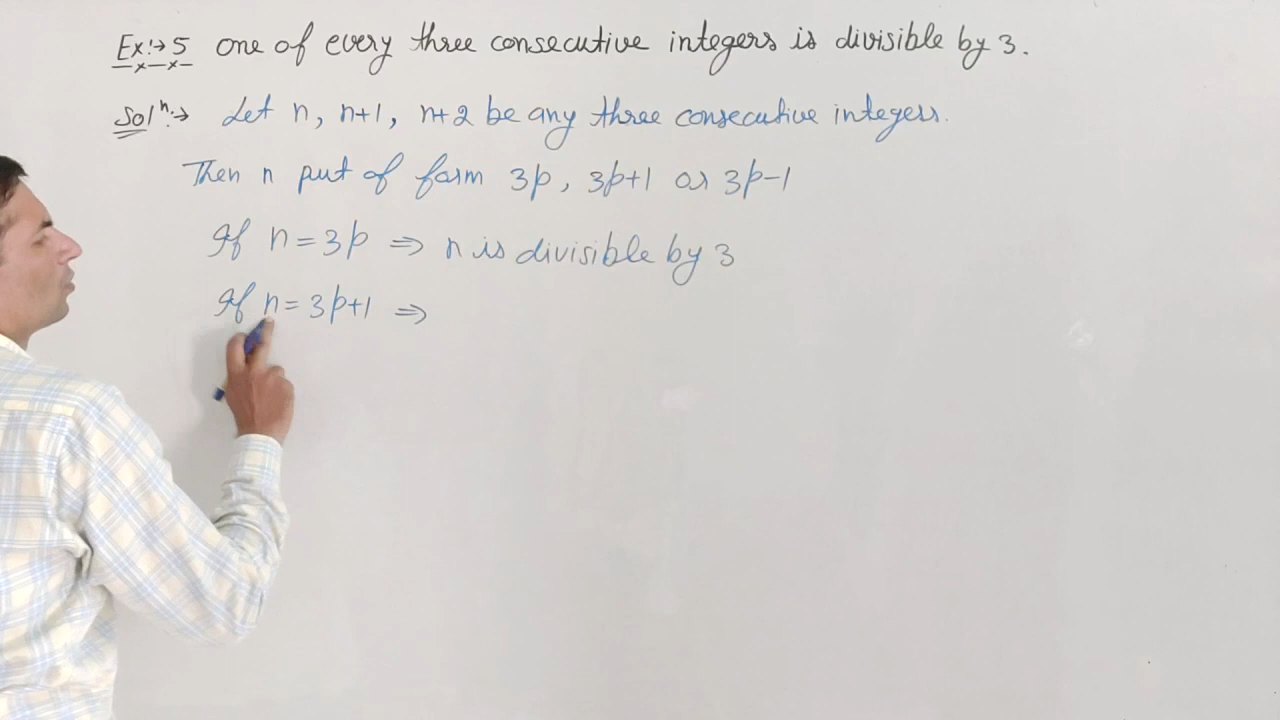 Ex:→ 5 one of every three consecutive integers is divisible by 3.
Solⁿ:→ Let n, n+1, n+2 be any three consecutive integers.
Then n put of form 3p, 3p+1 or 3p-1
If n = 3p ⇒ n is divisible by 3
If n = 3p+1 ⇒